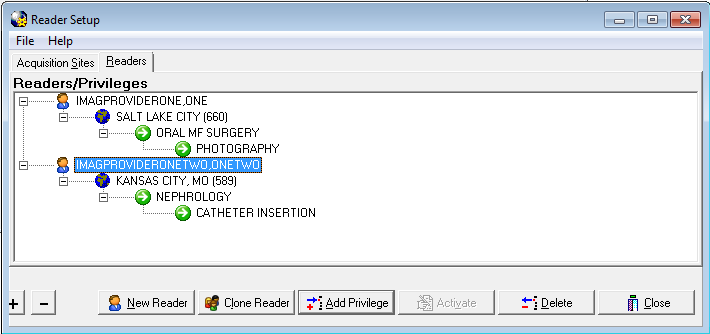 Reader Setup
File Help
Acquisition Sites Readers
Readers/Privileges
IMAGPROVIDERONE,ONE
SALT LAKE CITY (660)
ORAL MF SURGERY
PHOTOGRAPHY
IMAGPROVIDERONETWO,ONETWO
KANSAS CITY, MO (589)
NEPHROLOGY
CATHETER INSERTION
+ − New Reader Clone Reader Add Privilege Activate Delete Close